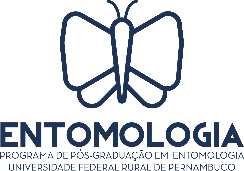 ENTOMOLOGIA
PROGRAMA DE PÓS-GRADUAÇÃO EM ENTOMOLOGIA
UNIVERSIDADE FEDERAL RURAL DE PERNAMBUCO